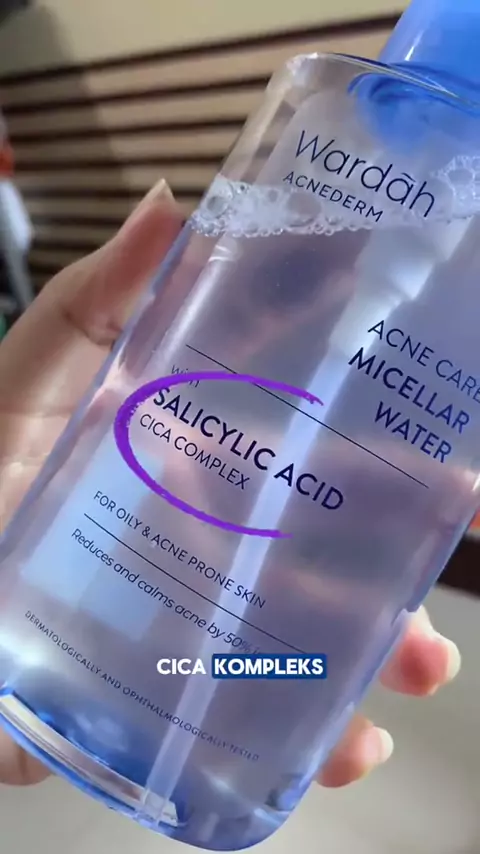 Wardah
ACNEDERM
ACNE CARE
MICELLAR
WATER
with
SALICYLIC ACID
CICA COMPLEX
FOR OILY & ACNE PRONE SKIN
Reduces and calms acne by 50%
DERMATOLOGICALLY AND OPHTHALMOLOGICALLY TESTED
CICA KOMPLEKS